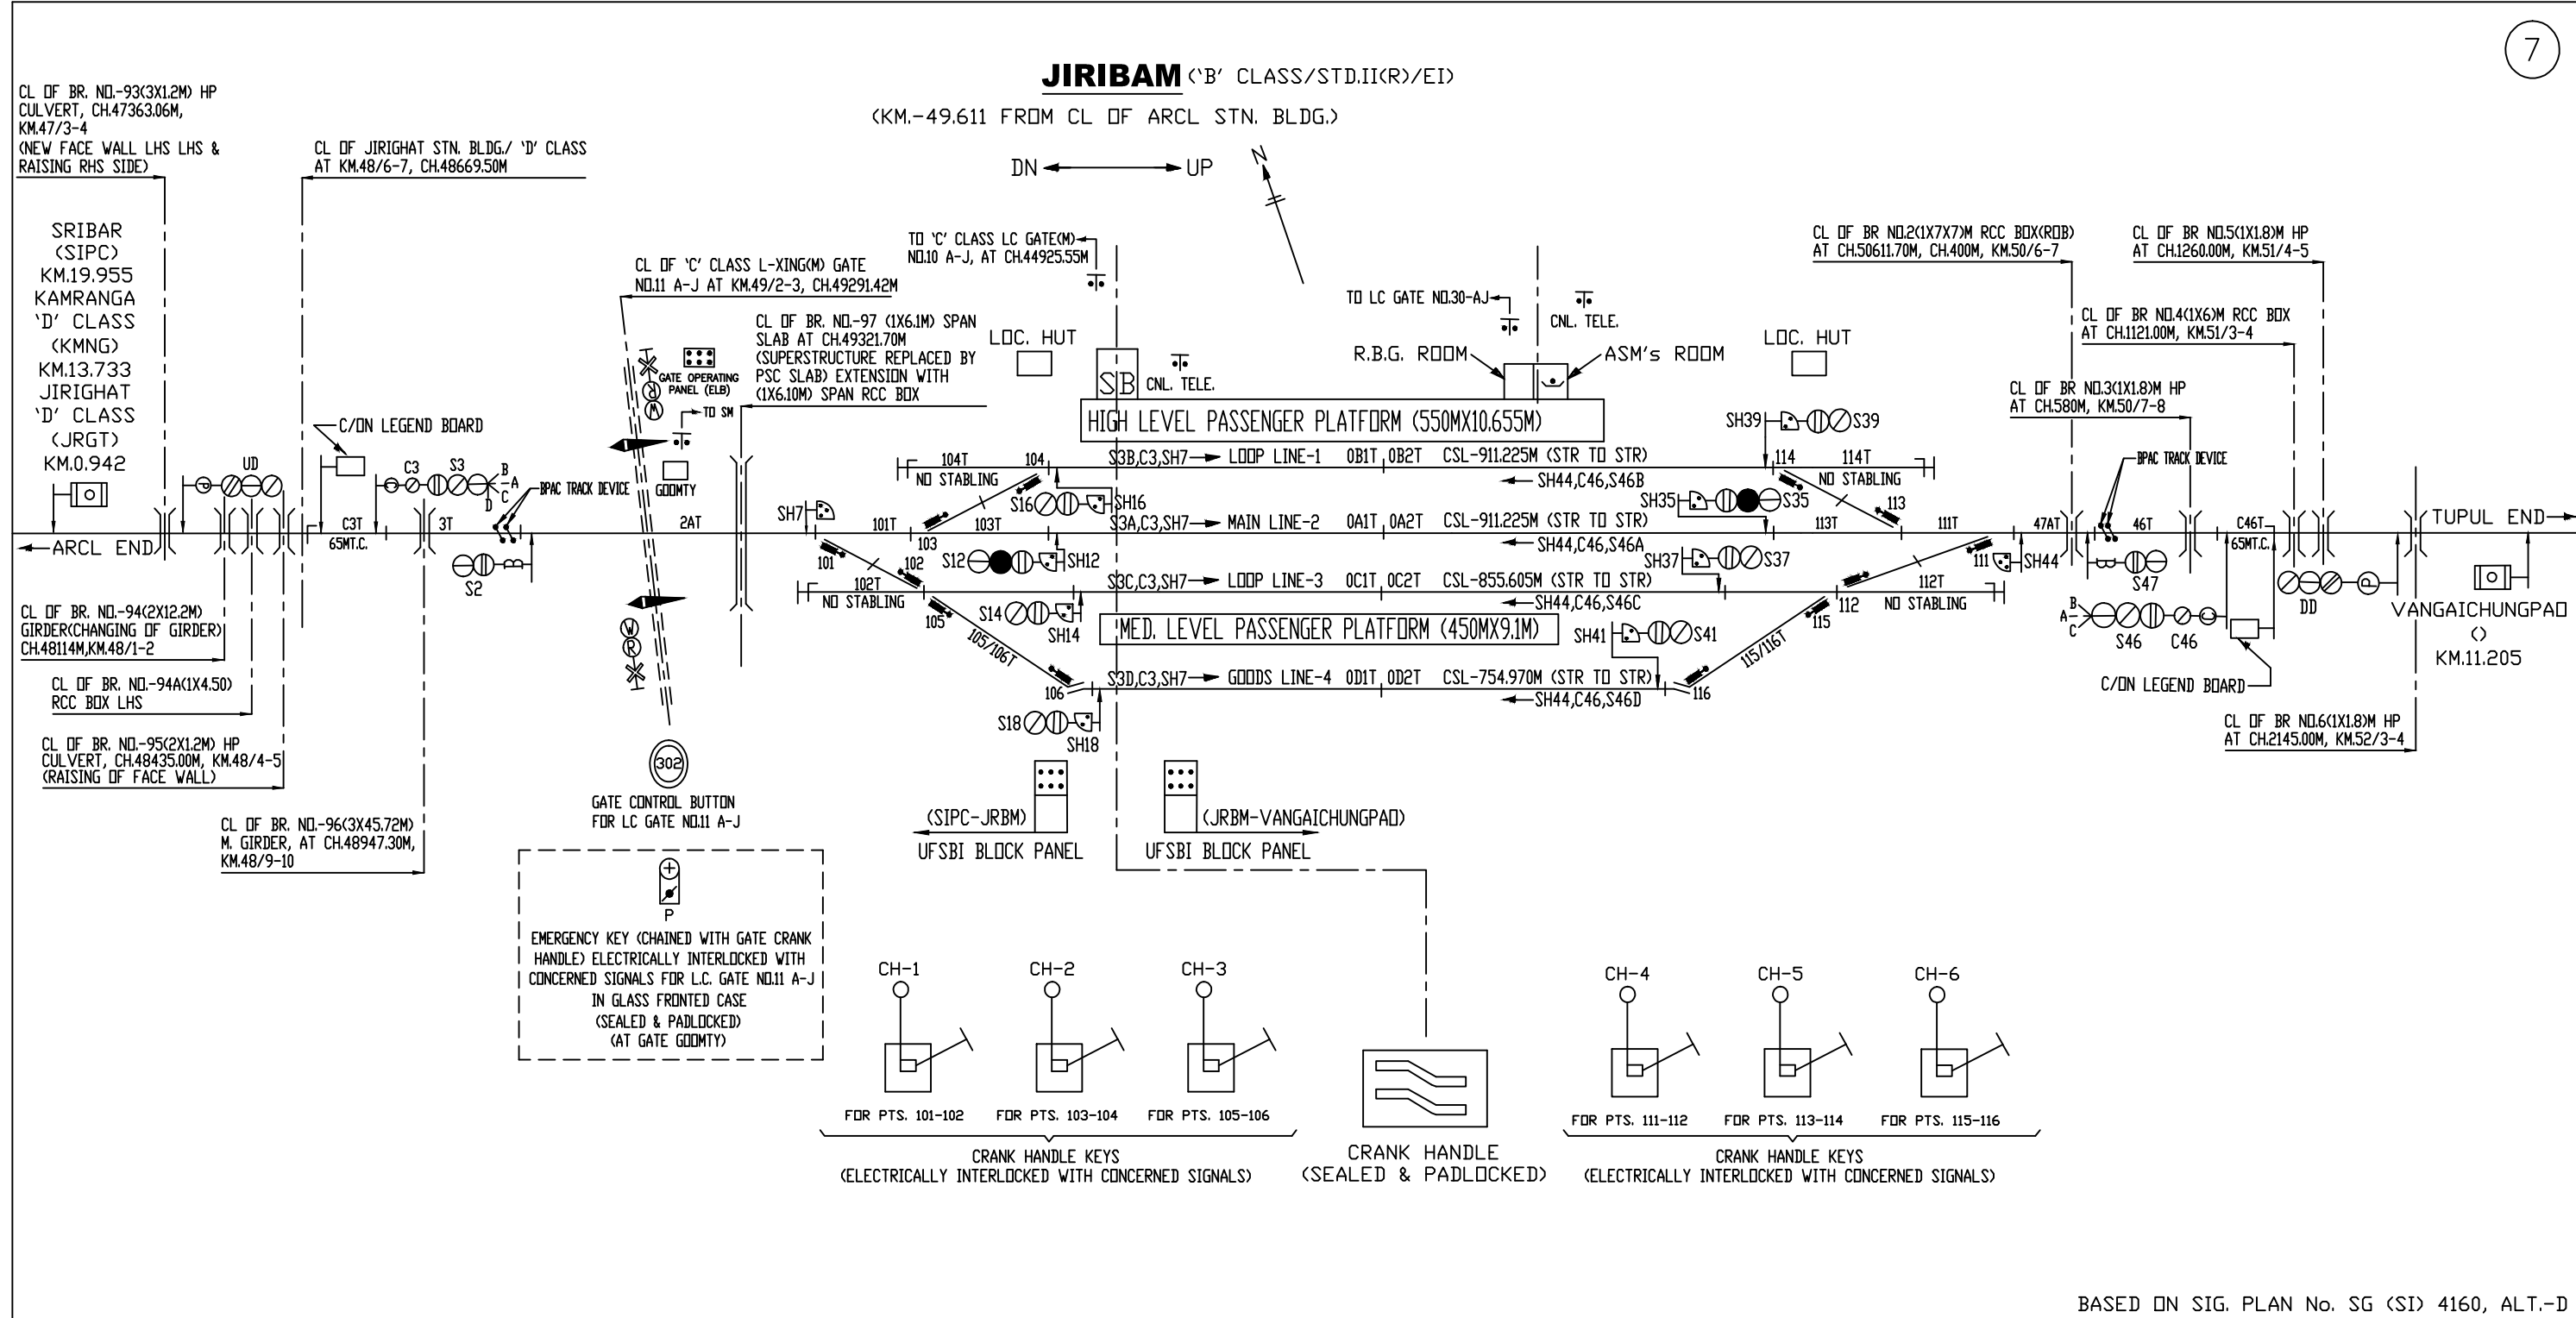 7
JIRIBAM ('B' CLASS/STD.II(R)/EI)
(KM.-49.611 FROM CL OF ARCL STN. BLDG.)
DN UP
N
CL OF BR. NO.-93(3X1.2M) HP
CULVERT, CH.47363.06M,
KM.47/3-4
(NEW FACE WALL LHS LHS &
RAISING RHS SIDE)
CL OF JIRIGHAT STN. BLDG./ 'D' CLASS
AT KM.48/6-7, CH.48669.50M
SRIBAR
(SIPC)
KM.19.955
KAMRANGA
'D' CLASS
(KMNG)
KM.13.733
JIRIGHAT
'D' CLASS
(JRGT)
KM.0.942
CL OF 'C' CLASS L-XING(M) GATE
NO.11 A-J AT KM.49/2-3, CH.49291.42M
TO 'C' CLASS LC GATE(M)
NO.10 A-J, AT CH.44925.55M
CL OF BR. NO.-97 (1X6.1M) SPAN
SLAB AT CH.49321.70M
(SUPERSTRUCTURE REPLACED BY
PSC SLAB) EXTENSION WITH
(1X6.10M) SPAN RCC BOX
GATE OPERATING
PANEL (ELB)
TO SM
GOOMTY
R
W
LOC. HUT
SB
CNL. TELE.
TO LC GATE NO.30-AJ
CNL. TELE.
R.B.G. ROOM
ASM's ROOM
LOC. HUT
CL OF BR NO.2(1X7X7)M RCC BOX(ROB)
AT CH.50611.70M, CH.400M, KM.50/6-7
CL OF BR NO.5(1X1.8)M HP
AT CH.1260.00M, KM.51/4-5
CL OF BR NO.4(1X6)M RCC BOX
AT CH.1121.00M, KM.51/3-4
CL OF BR NO.3(1X1.8)M HP
AT CH.580M, KM.50/7-8
C/ON LEGEND BOARD
BPAC TRACK DEVICE
BPAC TRACK DEVICE
HIGH LEVEL PASSENGER PLATFORM (550MX10.655M)
SH39 S39
P UD
C C3 S3 B A C D
104T 104
NO STABLING
S3B,C3,SH7 LOOP LINE-1 0B1T 0B2T CSL-911.225M (STR TO STR)
SH44,C46,S46B
114 114T
NO STABLING
113
SH7
S16 SH16
SH35 S35
ARCL END
C3T
65MT.C.
3T
2AT
101T
103
103T
S3A,C3,SH7 MAIN LINE-2 0A1T 0A2T CSL-911.225M (STR TO STR)
SH44,C46,S46A
113T
111T
47AT
46T
C46T
65MT.C.
TUPUL END
S2 B
101
102
S12 SH12
SH37 S37
111
SH44
B S47
102T
NO STABLING
S3C,C3,SH7 LOOP LINE-3 0C1T 0C2T CSL-855.605M (STR TO STR)
SH44,C46,S46C
112T
NO STABLING
112
DD P
VANGAICHUNGPAO
()
KM.11.205
S14
SH14
MED. LEVEL PASSENGER PLATFORM (450MX9.1M)
SH41 S41
B
A
C
S46 C46 C
C/ON LEGEND BOARD
105
105/106T
106
115
115/116T
116
S3D,C3,SH7 GOODS LINE-4 0D1T 0D2T CSL-754.970M (STR TO STR)
SH44,C46,S46D
S18
SH18
W
R
CL OF BR. NO.-94(2X12.2M)
GIRDER(CHANGING OF GIRDER)
CH.48114M,KM.48/1-2
CL OF BR. NO.-94A(1X4.50)
RCC BOX LHS
CL OF BR. NO.-95(2X1.2M) HP
CULVERT, CH.48435.00M, KM.48/4-5
(RAISING OF FACE WALL)
CL OF BR. NO.-96(3X45.72M)
M. GIRDER, AT CH.48947.30M,
KM.48/9-10
CL OF BR NO.6(1X1.8)M HP
AT CH.2145.00M, KM.52/3-4
302
GATE CONTROL BUTTON
FOR LC GATE NO.11 A-J
(SIPC-JRBM)
UFSBI BLOCK PANEL
(JRBM-VANGAICHUNGPAO)
UFSBI BLOCK PANEL
P
EMERGENCY KEY (CHAINED WITH GATE CRANK
HANDLE) ELECTRICALLY INTERLOCKED WITH
CONCERNED SIGNALS FOR L.C. GATE NO.11 A-J
IN GLASS FRONTED CASE
(SEALED & PADLOCKED)
(AT GATE GOOMTY)
CH-1 CH-2 CH-3
FOR PTS. 101-102 FOR PTS. 103-104 FOR PTS. 105-106
CRANK HANDLE KEYS
(ELECTRICALLY INTERLOCKED WITH CONCERNED SIGNALS)
CRANK HANDLE
(SEALED & PADLOCKED)
CH-4 CH-5 CH-6
FOR PTS. 111-112 FOR PTS. 113-114 FOR PTS. 115-116
CRANK HANDLE KEYS
(ELECTRICALLY INTERLOCKED WITH CONCERNED SIGNALS)
BASED ON SIG. PLAN No. SG (SI) 4160, ALT.-D